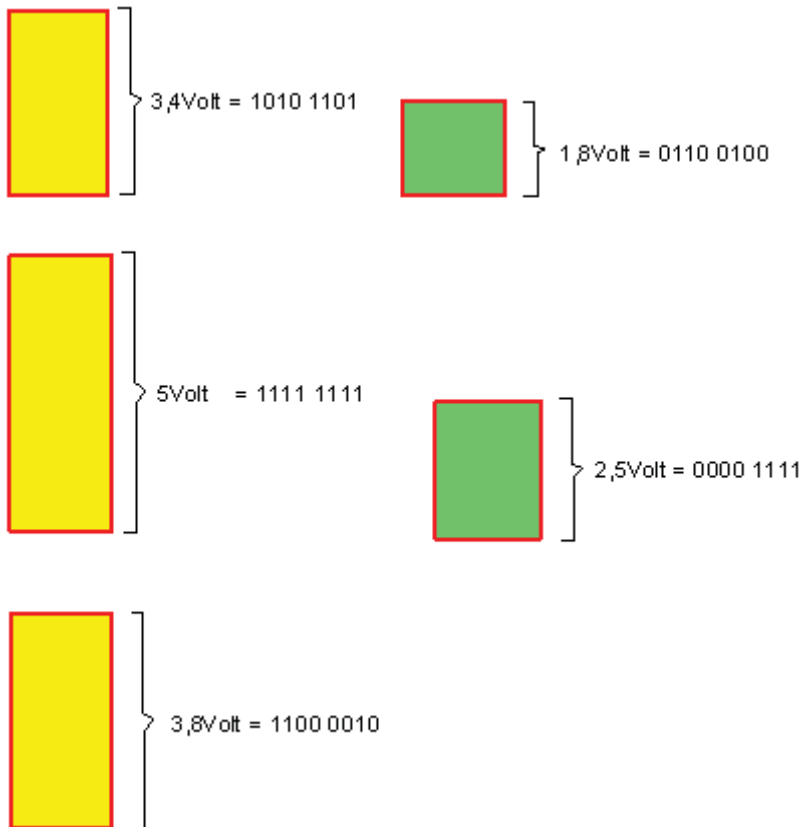 3,4Volt = 1010 1101
1,8Volt = 0110 0100
5Volt = 1111 1111
2,5Volt = 0000 1111
3,8Volt = 1100 0010